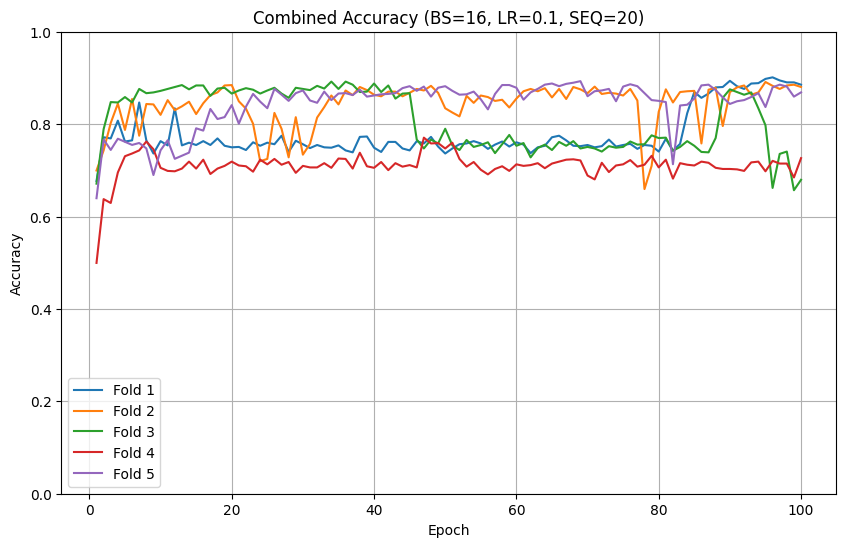 Combined Accuracy (BS=16, LR=0.1, SEQ=20)
1.0
0.8
0.6
0.4
0.2
0.0
Accuracy
Fold 1
Fold 2
Fold 3
Fold 4
Fold 5
0 20 40 60 80 100
Epoch